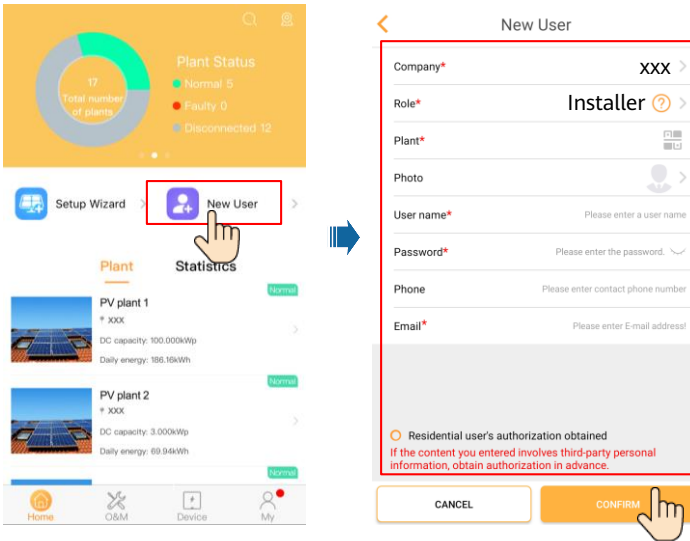 Plant Status
17
Total number
of plants
Normal 5
Faulty 0
Disconnected 12
Setup Wizard
New User
Plant
Statistics
Normal
PV plant 1
XXX
DC capacity: 100.000kWp
Daily energy: 186.16kWh
Normal
PV plant 2
XXX
DC capacity: 3.000kWp
Daily energy: 69.94kWh
Normal
Home
O&M
Device
My
New User
Company* xxx
Role* Installer ?
Plant*
Photo
User name* Please enter a user name
Password* Please enter the password.
Phone Please enter contact phone number
Email* Please enter E-mail address!
Residential user's authorization obtained
If the content you entered involves third-party personal
information, obtain authorization in advance.
CANCEL
CONFIRM